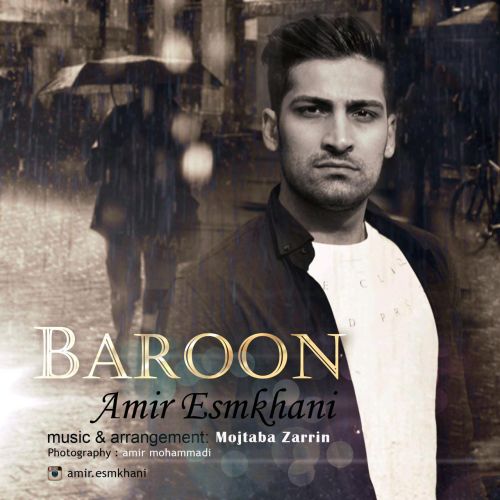 BAROON
Amir Esmkhani
music & arrangement: Mojtaba Zarrin
Photography : amir mohammadi
amir.esmkhani